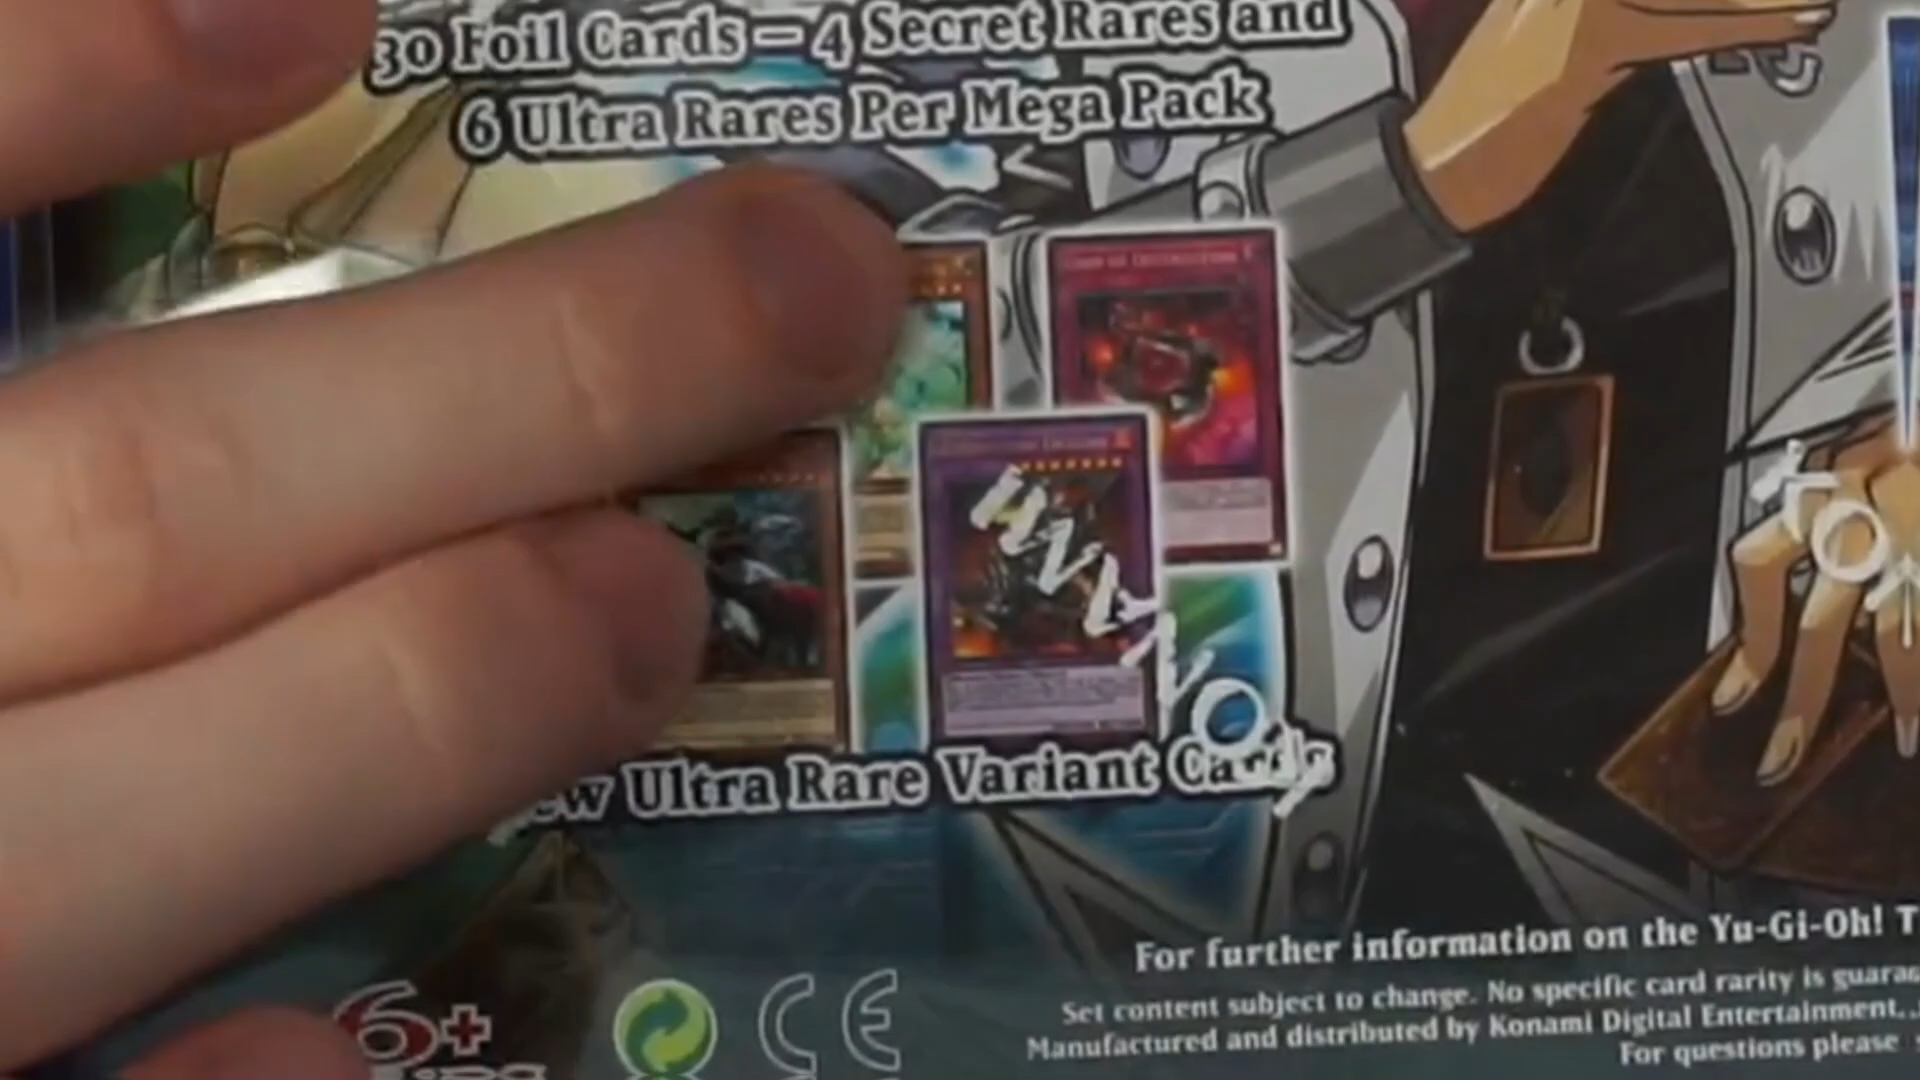 30 Foil Cards – 4 Secret Rares and
6 Ultra Rares Per Mega Pack
Ultra Rare Variant Cards
For further information on the Yu-Gi-Oh!
Set content subject to change. No specific card rarity is
Manufactured and distributed by Konami Digital Entertainment.
For questions please
6+
CE